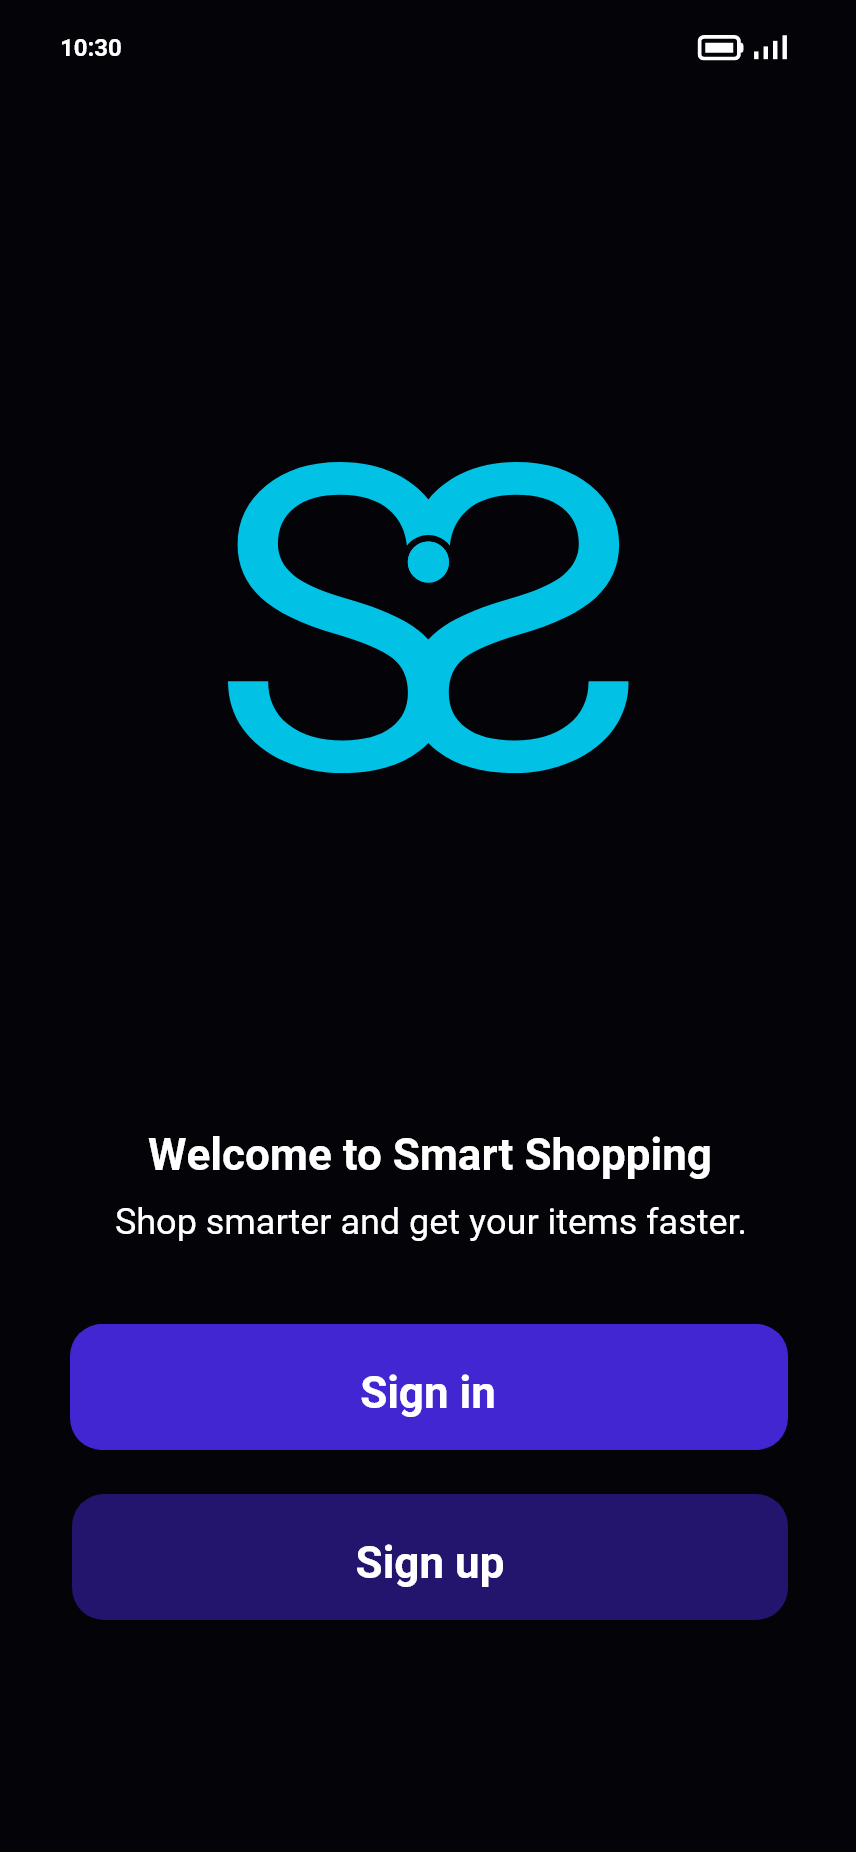 10:30
Welcome to Smart Shopping
Shop smarter and get your items faster.
Sign in
Sign up